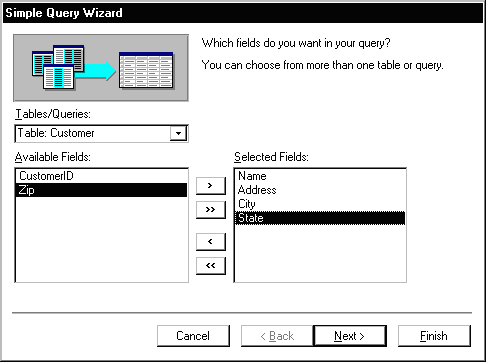 Simple Query Wizard
Which fields do you want in your query?
You can choose from more than one table or query.
Tables/Queries:
Table: Customer
Available Fields:
CustomerID
Zip
>
>>
<
<<
Selected Fields:
Name
Address
City
State
Cancel
< Back
Next >
Finish